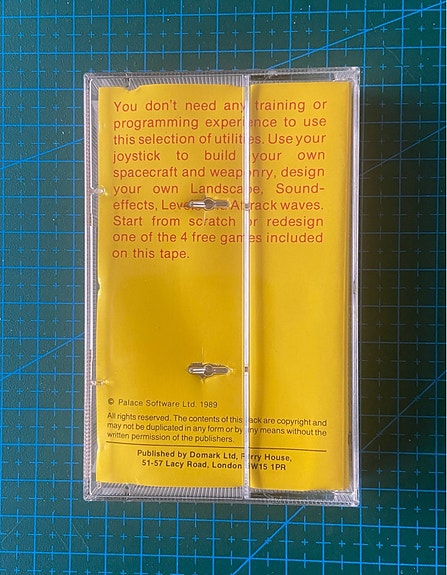 You don't need any training or
programming experience to use
this selection of utilities. Use your
joystick to build your own
spacecraft and weaponry, design
your own Landscape, Sound-
effects, Levels, Attack waves.
Start from scratch or redesign
one of the 4 free games included
on this tape.
© Palace Software Ltd. 1989
All rights reserved. The contents of this pack are copyright and
may not be duplicated in any form or by any means without the
written permission of the publishers.
Published by Domark Ltd, Ferry House,
51-57 Lacy Road, London SW15 1PR